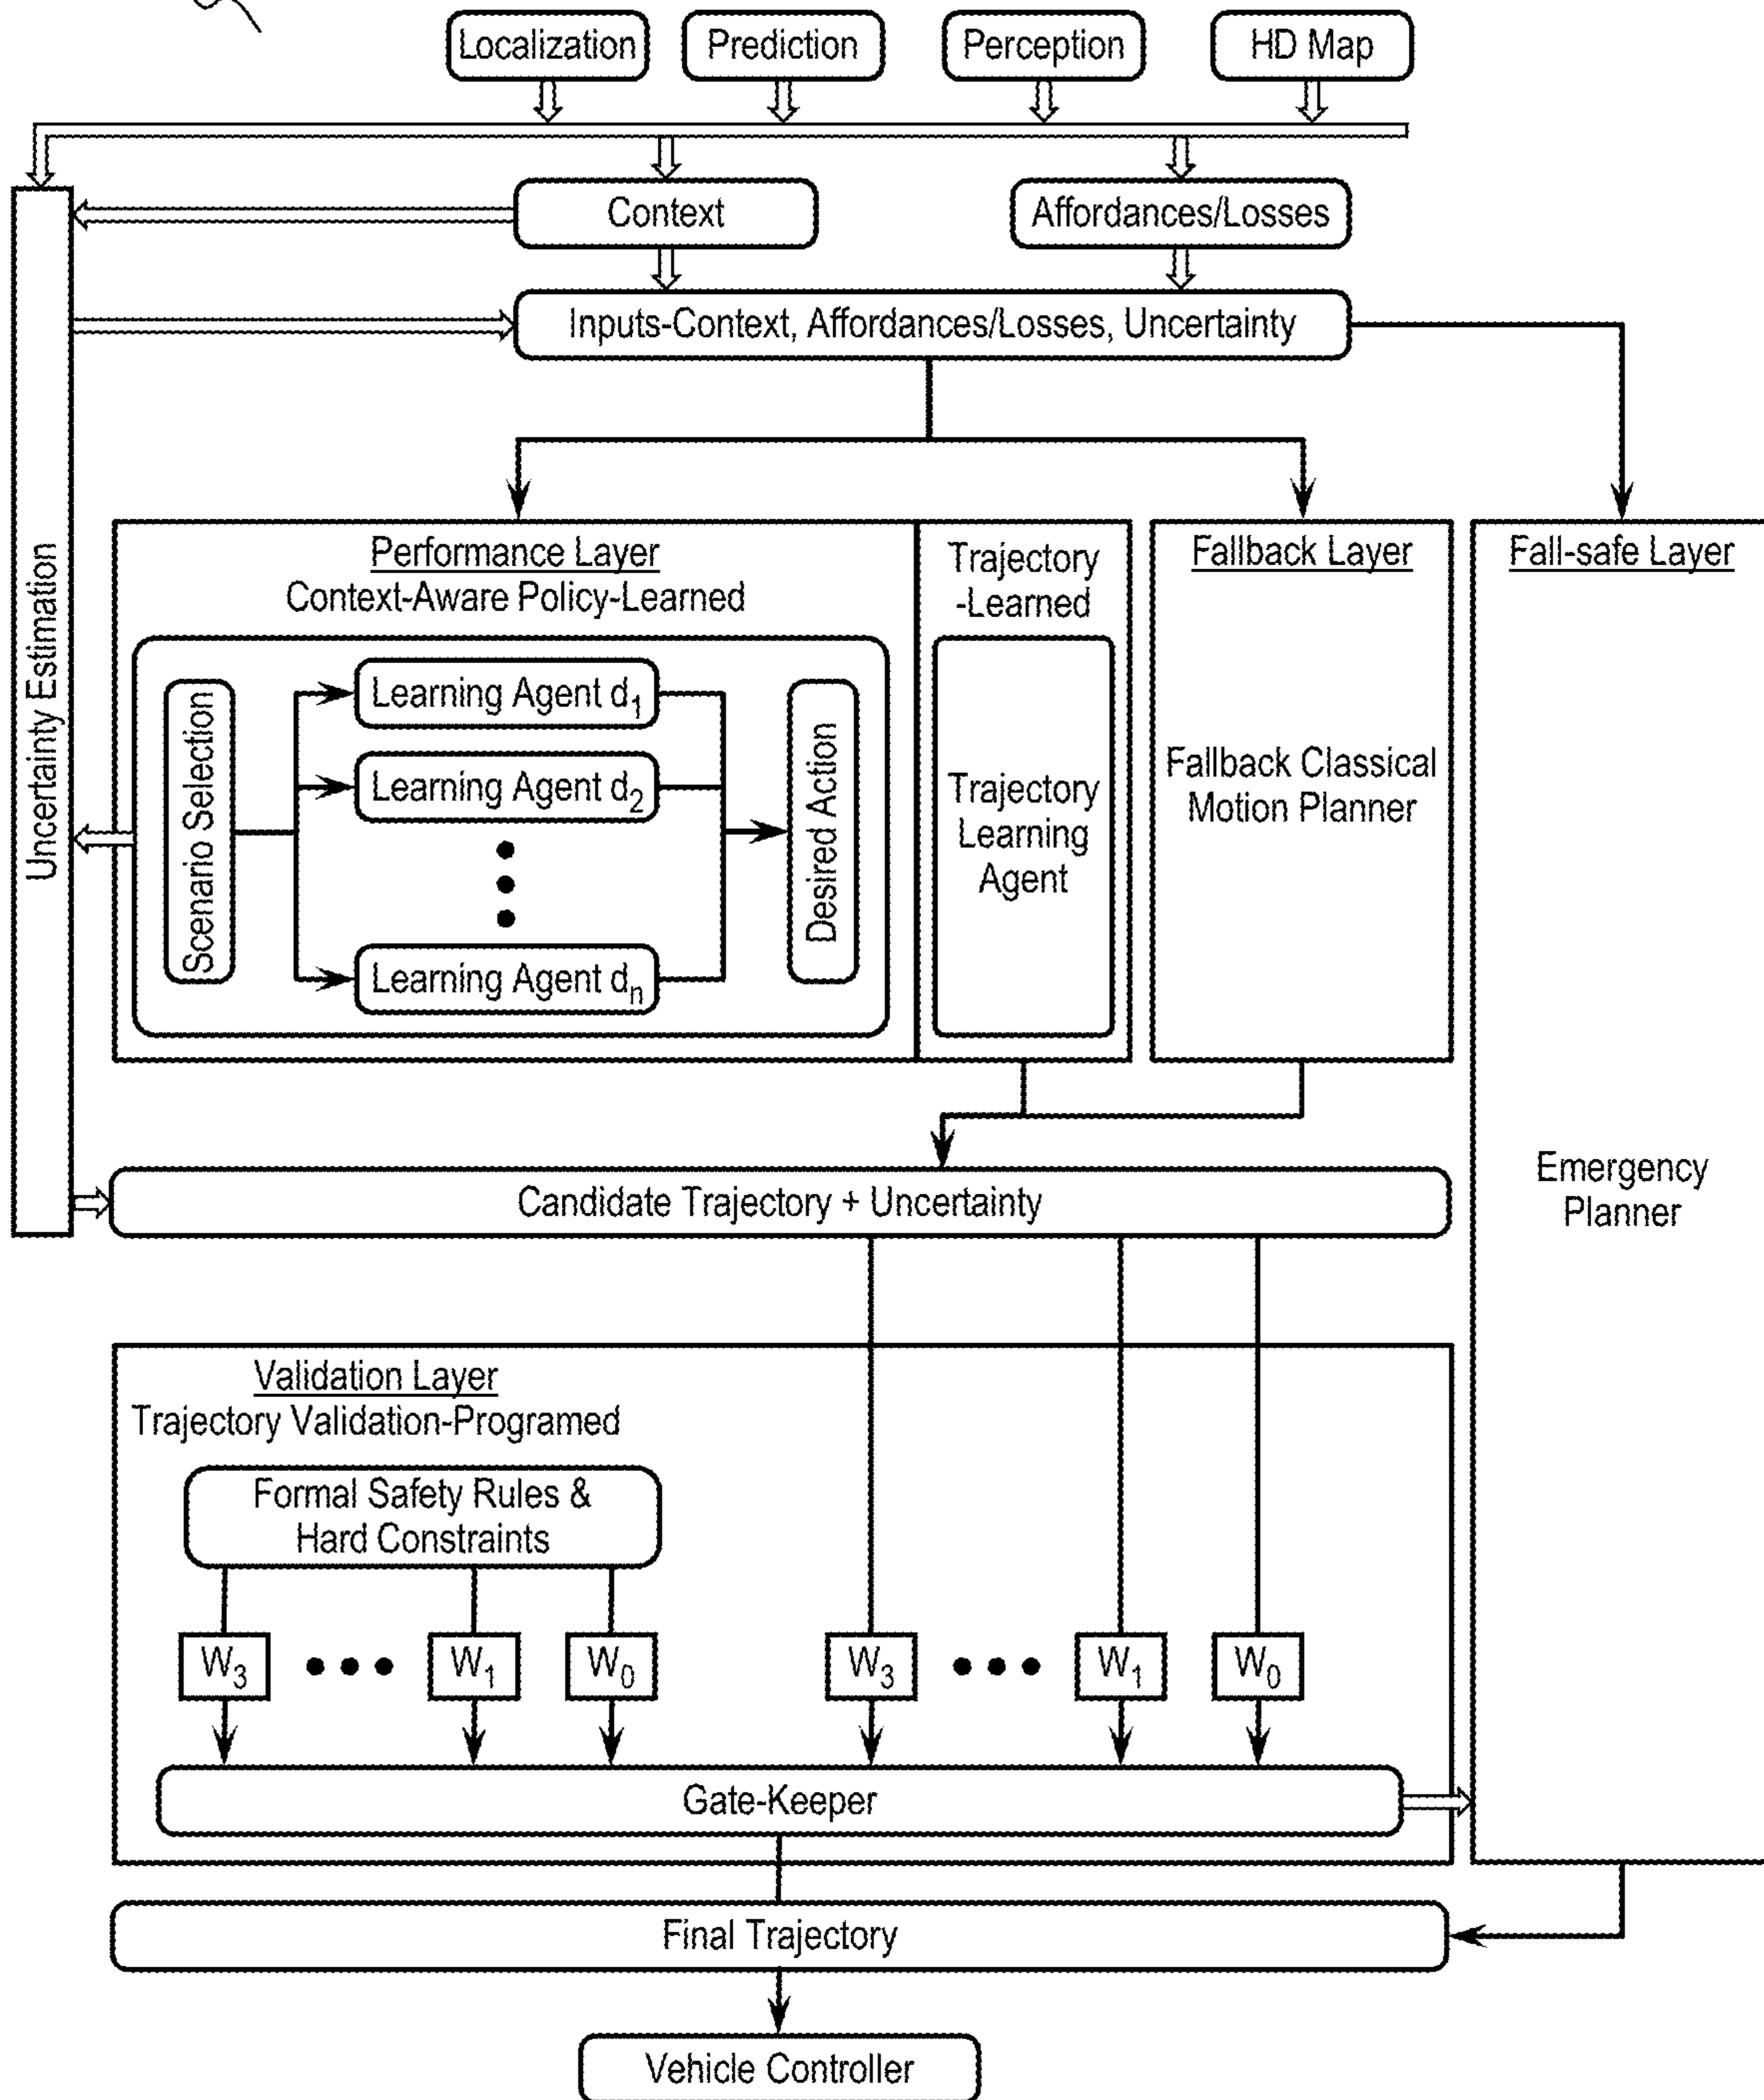 Localization
Prediction
Perception
HD Map
Context
Affordances/Losses
Inputs-Context, Affordances/Losses, Uncertainty
Uncertainty Estimation
Performance Layer
Context-Aware Policy-Learned
Scenario Selection
Learning Agent d1
Learning Agent d2
Learning Agent dn
Desired Action
Trajectory
-Learned
Trajectory
Learning
Agent
Fallback Layer
Fallback Classical
Motion Planner
Fall-safe Layer
Emergency
Planner
Candidate Trajectory + Uncertainty
Validation Layer
Trajectory Validation-Programed
Formal Safety Rules &
Hard Constraints
W3
W1
W0
W3
W1
W0
Gate-Keeper
Final Trajectory
Vehicle Controller